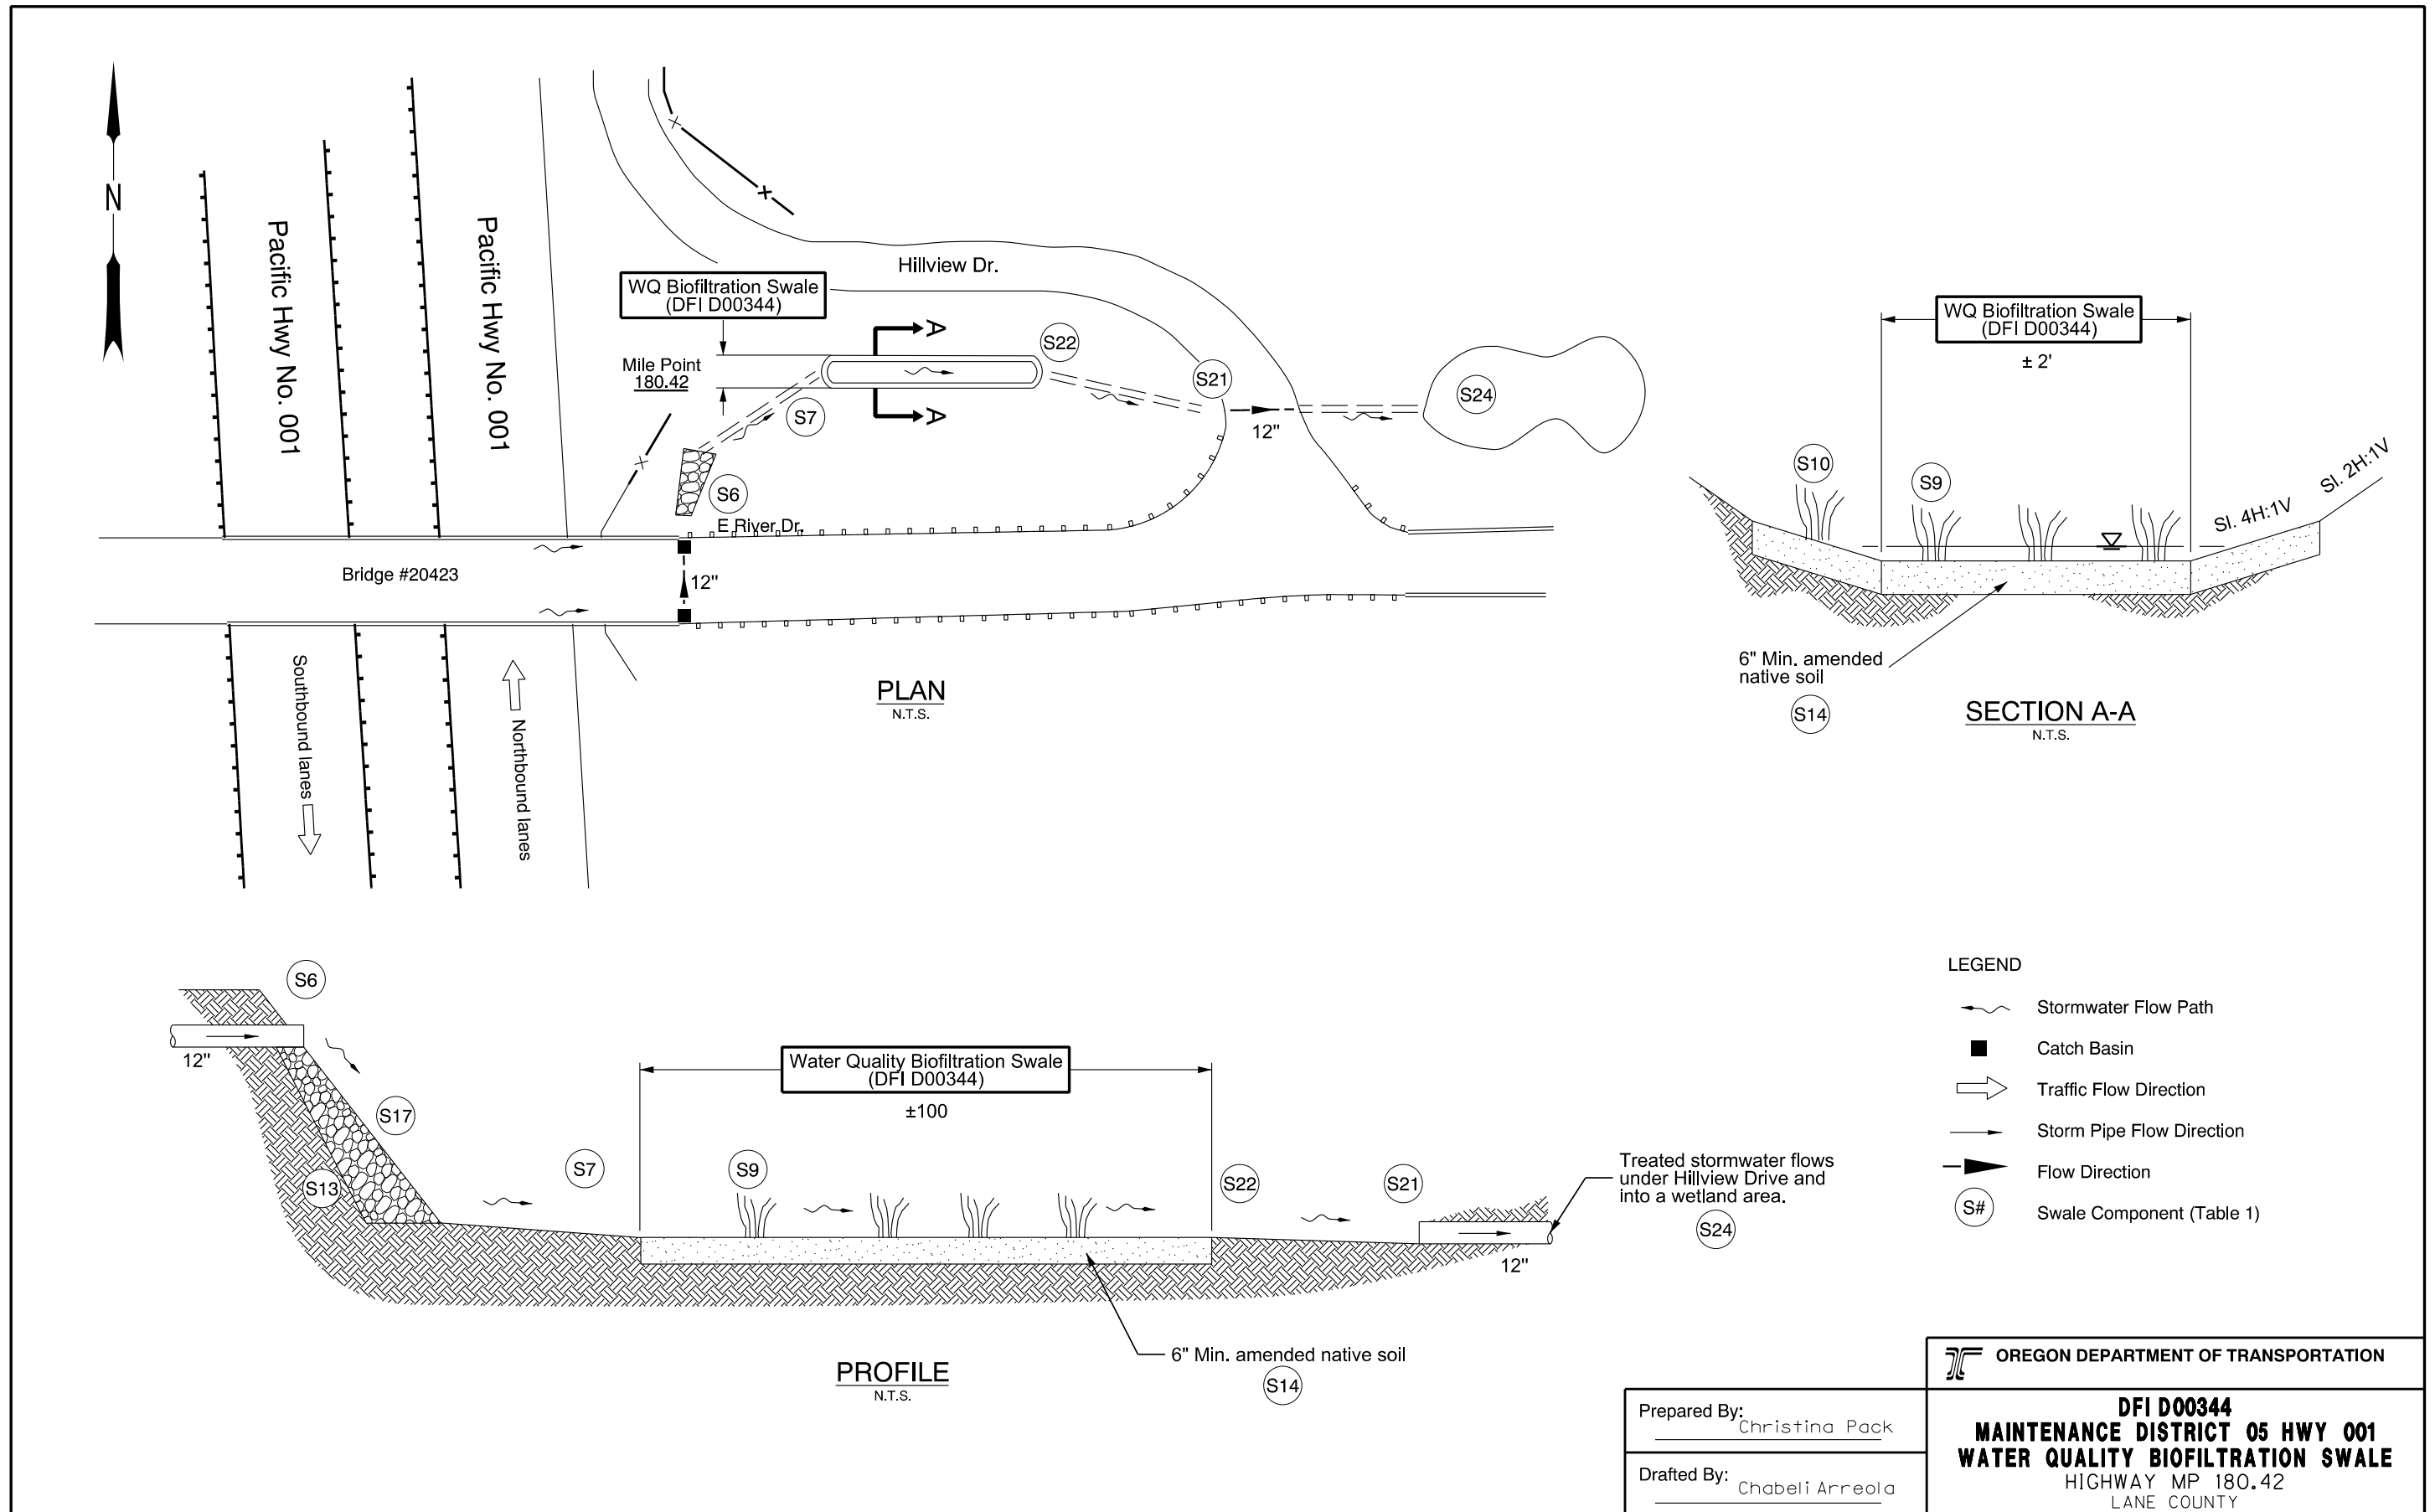 N
Pacific Hwy No. 001
Pacific Hwy No. 001
Hillview Dr.
WQ Biofiltration Swale
(DFI D00344)
A
S22
Mile Point
180.42
S21
S24
S7
A
12"
S6
E River Dr.
Bridge #20423
12"
Southbound lanes
Northbound lanes
PLAN
N.T.S.
WQ Biofiltration Swale
(DFI D00344)
± 2'
S10
S9
Sl. 4H:1V
Sl. 2H:1V
6" Min. amended
native soil
S14
SECTION A-A
N.T.S.
S6
12"
S17
S13
S7
Water Quality Biofiltration Swale
(DFI D00344)
±100
S9
S22
S21
Treated stormwater flows
under Hillview Drive and
into a wetland area.
S24
12"
6" Min. amended native soil
S14
PROFILE
N.T.S.
LEGEND
Stormwater Flow Path
Catch Basin
Traffic Flow Direction
Storm Pipe Flow Direction
Flow Direction
S# Swale Component (Table 1)
OREGON DEPARTMENT OF TRANSPORTATION
Prepared By: Christina Pack
Drafted By: Chabeli Arreola
DFI D00344
MAINTENANCE DISTRICT 05 HWY 001
WATER QUALITY BIOFILTRATION SWALE
HIGHWAY MP 180.42
LANE COUNTY